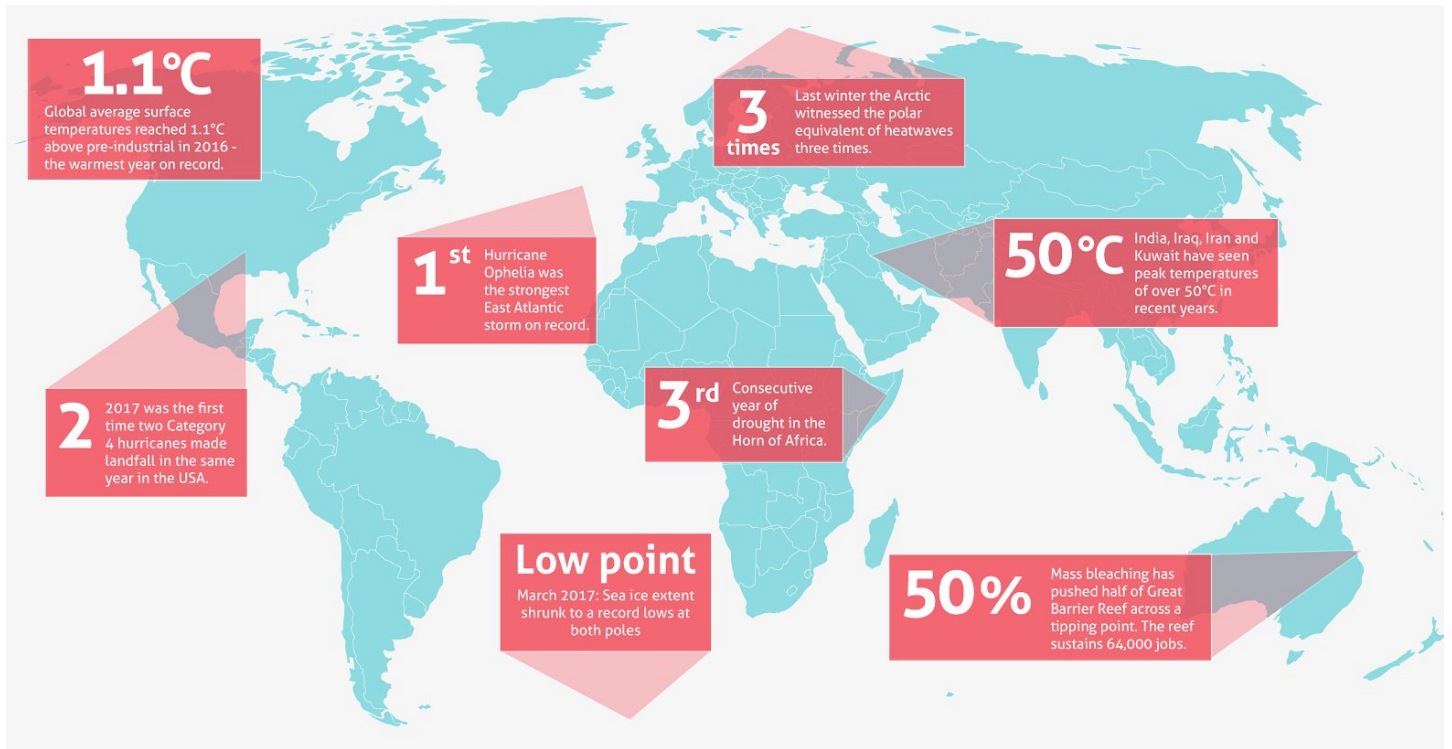 1.1°C
Global average surface
temperatures reached 1.1°C
above pre-industrial in 2016 -
the warmest year on record.
3
times
Last winter the Arctic
witnessed the polar
equivalent of heatwaves
three times.
1st
Hurricane
Ophelia was
the strongest
East Atlantic
storm on record.
50°C
India, Iraq, Iran and
Kuwait have seen
peak temperatures
of over 50°C in
recent years.
2
2017 was the first
time two Category
4 hurricanes made
landfall in the same
year in the USA.
3rd
Consecutive
year of
drought in the
Horn of Africa.
Low point
March 2017: Sea ice extent
shrunk to a record lows at
both poles
50%
Mass bleaching has
pushed half of Great
Barrier Reef across a
tipping point. The reef
sustains 64,000 jobs.